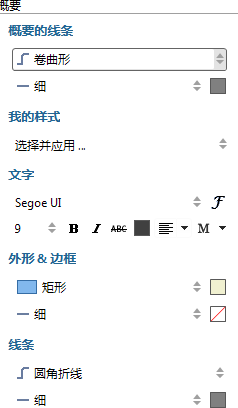 概要
概要的线条
卷曲形
细
我的样式
选择并应用 ...
文字
Segoe UI
9 B I ABC M
外形 & 边框
矩形
细
线条
圆角折线
细